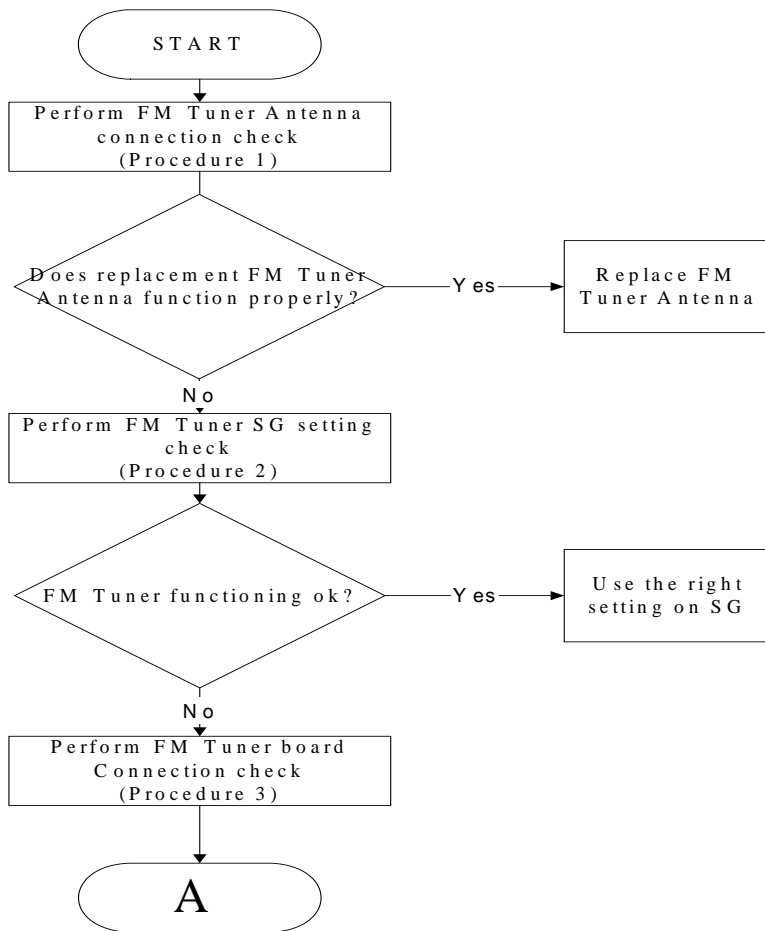 START
Perform FM Tuner Antenna
connection check
(Procedure 1)
Does replacement FM Tuner
Antenna function properly?
Yes
Replace FM
Tuner Antenna
No
Perform FM Tuner SG setting
check
(Procedure 2)
FM Tuner functioning ok?
Yes
Use the right
setting on SG
No
Perform FM Tuner board
Connection check
(Procedure 3)
A